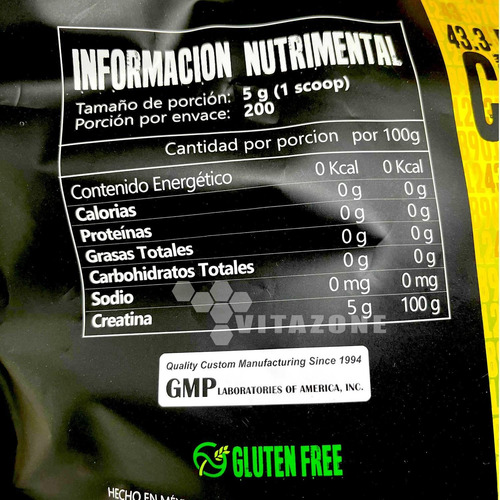 INFORMACION NUTRIMENTAL
Tamaño de porción: 5 g (1 scoop)
Porción por envace: 200
Cantidad por porcion por 100g
Contenido Energético 0 Kcal 0 Kcal
Calorias 0 g 0 g
Proteínas 0 g 0 g
Grasas Totales 0 g 0 g
Carbohidratos Totales 0 g 0 g
Sodio 0 mg 0 mg
Creatina 5 g 100 g
VITAZONE
Quality Custom Manufacturing Since 1994
GMP LABORATORIES OF AMERICA, INC.
GLUTEN FREE
HECHO EN
43.3